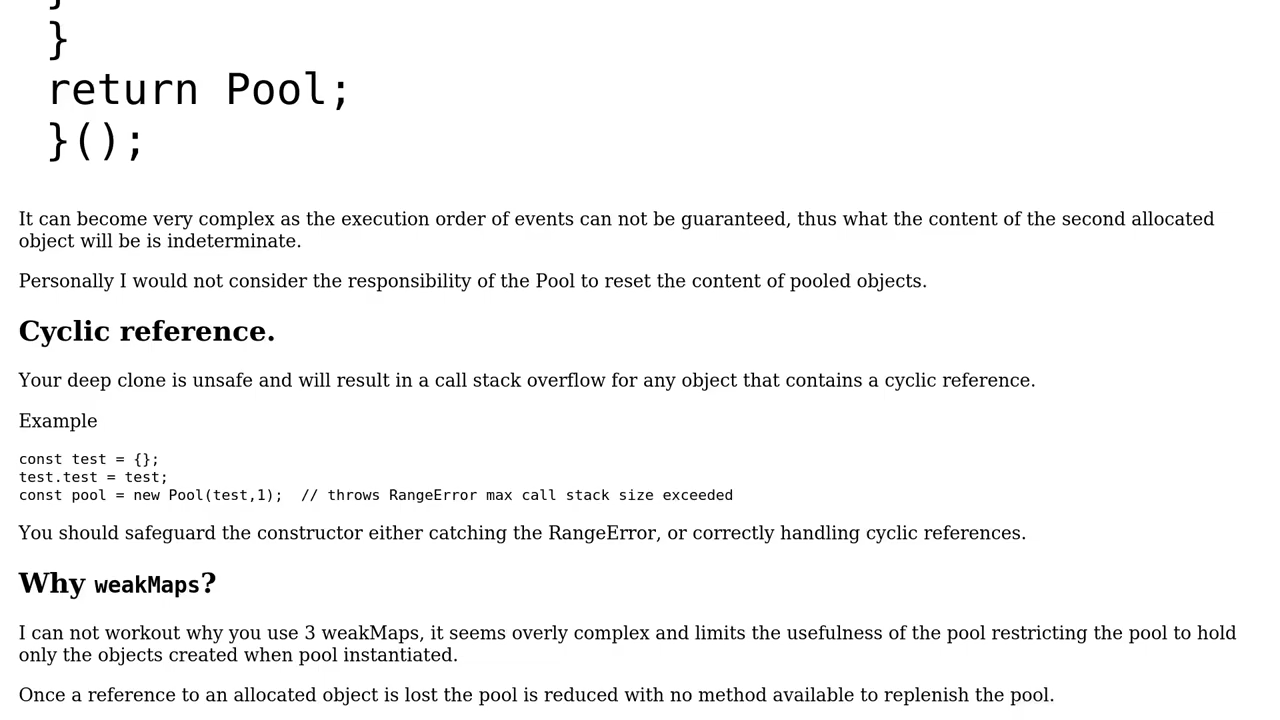 }
}
return Pool;
}();
It can become very complex as the execution order of events can not be guaranteed, thus what the content of the second allocated
object will be is indeterminate.
Personally I would not consider the responsibility of the Pool to reset the content of pooled objects.
Cyclic reference.
Your deep clone is unsafe and will result in a call stack overflow for any object that contains a cyclic reference.
Example
const test = {};
test.test = test;
const pool = new Pool(test,1);  // throws RangeError max call stack size exceeded
You should safeguard the constructor either catching the RangeError, or correctly handling cyclic references.
Why weakMaps?
I can not workout why you use 3 weakMaps, it seems overly complex and limits the usefulness of the pool restricting the pool to hold
only the objects created when pool instantiated.
Once a reference to an allocated object is lost the pool is reduced with no method available to replenish the pool.